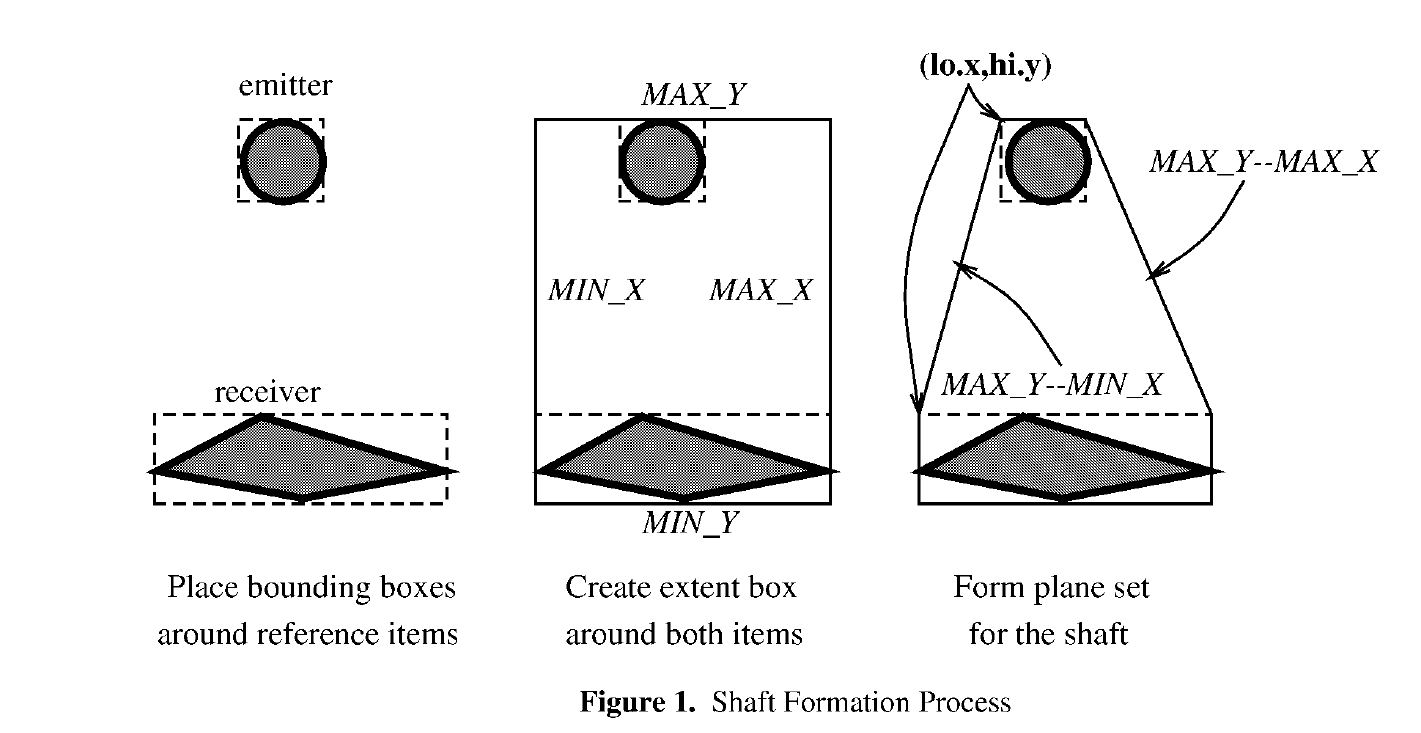 emitter
receiver
Place bounding boxes
around reference items
MAX_Y
MIN_X
MAX_X
MIN_Y
Create extent box
around both items
(lo.x,hi.y)
MAX_Y--MAX_X
MAX_Y--MIN_X
Form plane set
for the shaft
Figure 1. Shaft Formation Process